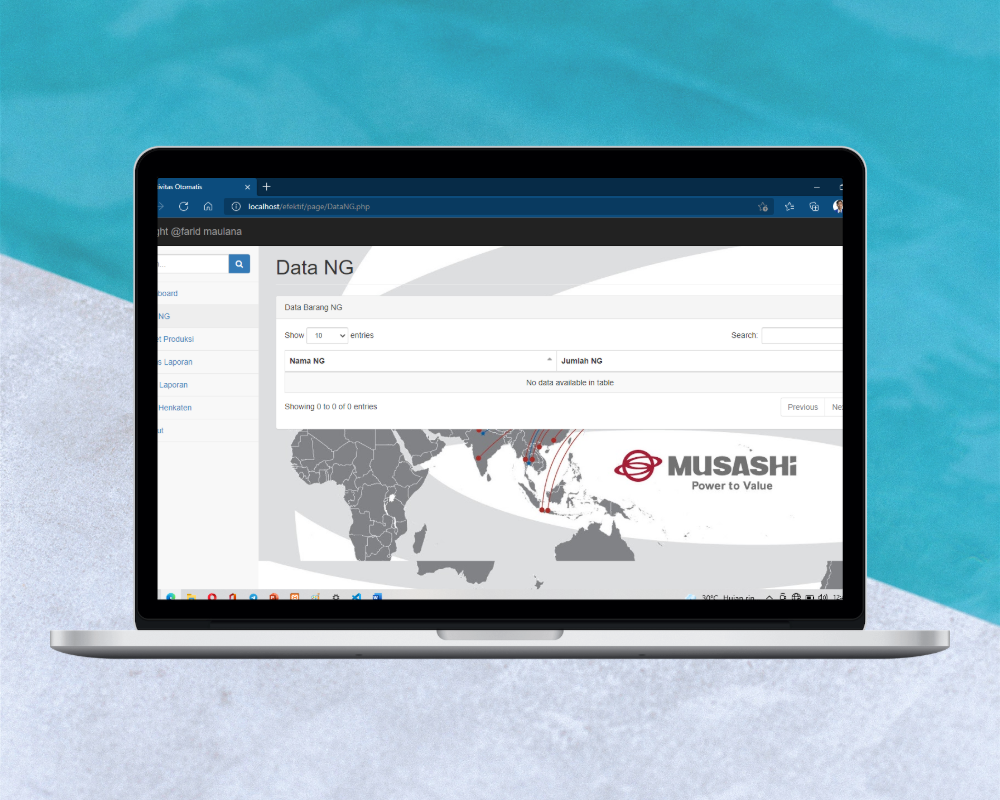 ivitas Otomatis
localhost/efektif/page/DataNG.php
ght @farid maulana
board
NG
et Produksi
s Laporan
Laporan
Henkaten
ut
Data NG
Data Barang NG
Show 10 entries
Search:
Nama NG Jumlah NG
No data available in table
Showing 0 to 0 of 0 entries
Previous Ne
MUSASHi
Power to Value
30°C Hujan rin